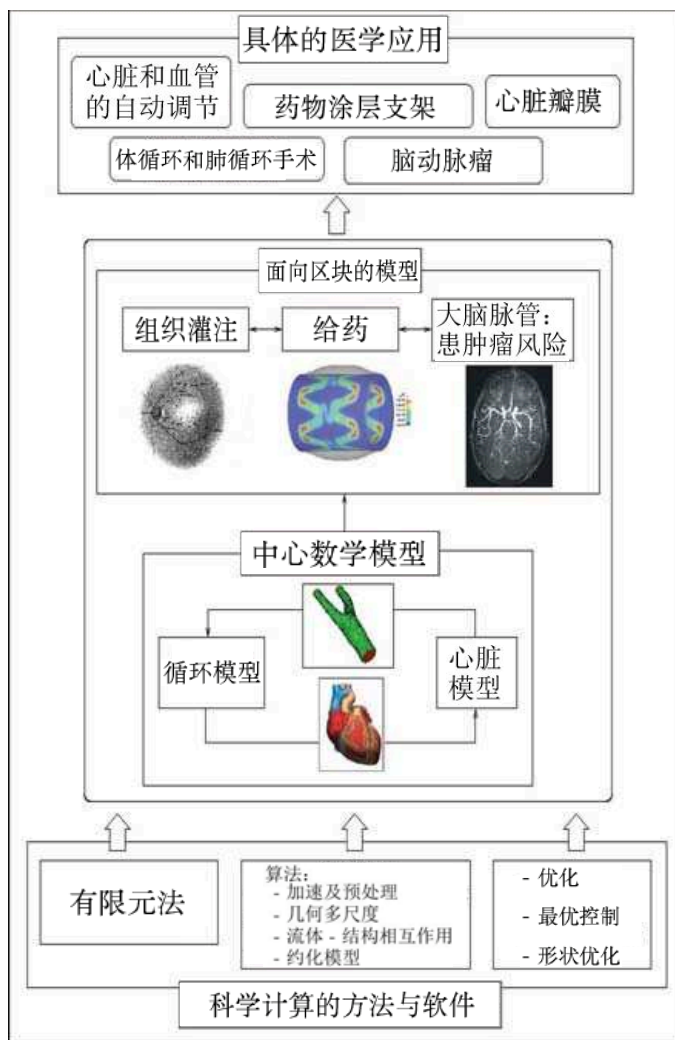 具体的医学应用
心脏和血管
的自动调节
药物涂层支架
心脏瓣膜
体循环和肺循环手术
脑动脉瘤
面向区块的模型
组织灌注
给药
大脑脉管：
患肿瘤风险
中心数学模型
循环模型
心脏
模型
有限元法
算法：
- 加速及预处理
- 几何多尺度
- 流体 - 结构相互作用
- 约化模型
- 优化
- 最优控制
- 形状优化
科学计算的方法与软件